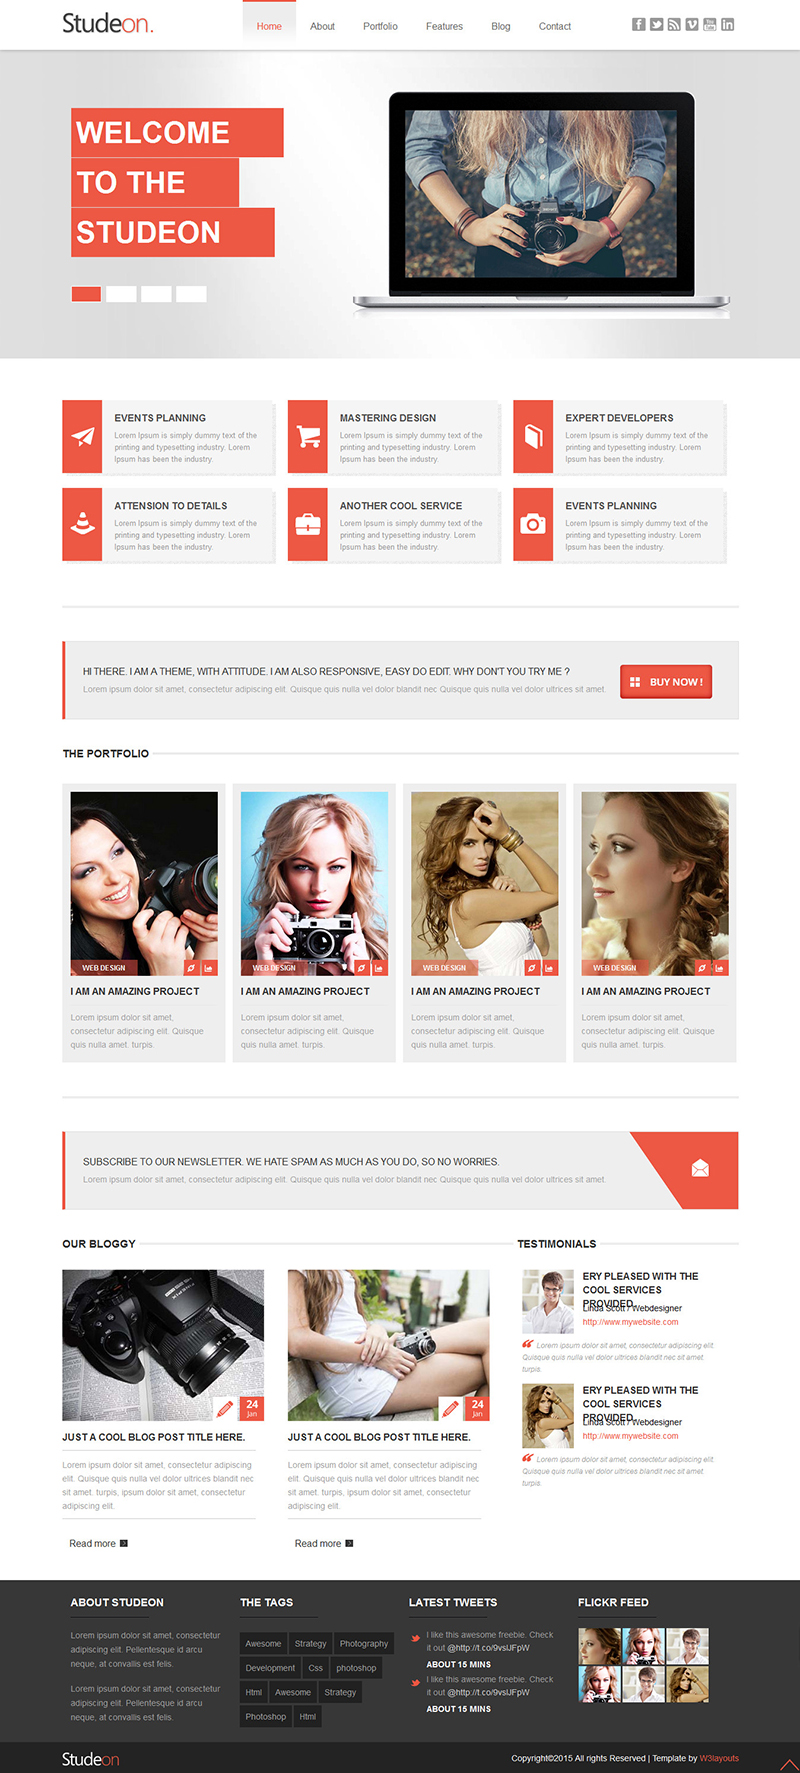 Studeon.
Home About Portfolio Features Blog Contact
WELCOME
TO THE
STUDEON
EVENTS PLANNING
Lorem Ipsum is simply dummy text of the
printing and typesetting industry. Lorem
Ipsum has been the industry.
MASTERING DESIGN
Lorem Ipsum is simply dummy text of the
printing and typesetting industry. Lorem
Ipsum has been the industry.
EXPERT DEVELOPERS
Lorem Ipsum is simply dummy text of the
printing and typesetting industry. Lorem
Ipsum has been the industry.
ATTENSION TO DETAILS
Lorem Ipsum is simply dummy text of the
printing and typesetting industry. Lorem
Ipsum has been the industry.
ANOTHER COOL SERVICE
Lorem Ipsum is simply dummy text of the
printing and typesetting industry. Lorem
Ipsum has been the industry.
EVENTS PLANNING
Lorem Ipsum is simply dummy text of the
printing and typesetting industry. Lorem
Ipsum has been the industry.
HI THERE. I AM A THEME, WITH ATTITUDE. I AM ALSO RESPONSIVE, EASY DO EDIT. WHY DON'T YOU TRY ME ?
Lorem ipsum dolor sit amet, consectetur adipiscing elit. Quisque quis nulla vel dolor blandit nec Quisque quis nulla vel dolor ultrices sit amet.
BUY NOW !
THE PORTFOLIO
WEB DESIGN
I AM AN AMAZING PROJECT
Lorem ipsum dolor sit amet,
consectetur adipiscing elit. Quisque
quis nulla amet. turpis.
WEB DESIGN
I AM AN AMAZING PROJECT
Lorem ipsum dolor sit amet,
consectetur adipiscing elit. Quisque
quis nulla amet. turpis.
WEB DESIGN
I AM AN AMAZING PROJECT
Lorem ipsum dolor sit amet,
consectetur adipiscing elit. Quisque
quis nulla amet. turpis.
WEB DESIGN
I AM AN AMAZING PROJECT
Lorem ipsum dolor sit amet,
consectetur adipiscing elit. Quisque
quis nulla amet. turpis.
SUBSCRIBE TO OUR NEWSLETTER. WE HATE SPAM AS MUCH AS YOU DO, SO NO WORRIES.
Lorem ipsum dolor sit amet, consectetur adipiscing elit. Quisque quis nulla vel dolor blandit nec Quisque quis nulla vel dolor ultrices sit amet.
OUR BLOGGY
24
Jan
JUST A COOL BLOG POST TITLE HERE.
Lorem ipsum dolor sit amet, consectetur adipiscing
elit. Quisque quis nulla vel dolor blandit nec
sit amet. turpis, ipsum dolor sit amet, consectetur
adipiscing elit.
Read more
24
Jan
JUST A COOL BLOG POST TITLE HERE.
Lorem ipsum dolor sit amet, consectetur adipiscing
elit. Quisque quis nulla vel dolor blandit nec
sit amet. turpis, ipsum dolor sit amet, consectetur
adipiscing elit.
Read more
TESTIMONIALS
ERY PLEASED WITH THE
COOL SERVICES
PROVIDED.
Linda Scott / Webdesigner
http://www.mywebsite.com
Lorem ipsum dolor sit amet, consectetur adipiscing elit.
Quisque quis nulla vel dolor ultrices blandit nec sit amet
turpis.
ERY PLEASED WITH THE
COOL SERVICES
PROVIDED.
Linda Scott / Webdesigner
http://www.mywebsite.com
Lorem ipsum dolor sit amet, consectetur adipiscing elit.
Quisque quis nulla vel dolor ultrices blandit nec sit amet.
turpis.
ABOUT STUDEON
Lorem ipsum dolor sit amet, consectetur
adipiscing elit. Pellentesque id arcu
neque, at convallis est felis.
Lorem ipsum dolor sit amet, consectetur
adipiscing elit. Pellentesque id arcu
neque, at convallis est felis.
THE TAGS
Awesome Strategy Photography
Development Css photoshop
Html Awesome Strategy
Photoshop Html
LATEST TWEETS
I like this awesome freebie. Check
it out @http://t.co/9vslJFpW
ABOUT 15 MINS
I like this awesome freebie. Check
it out @http://t.co/9vslJFpW
ABOUT 15 MINS
FLICKR FEED
Studeon
Copyright©2015 All rights Reserved | Template by W3layouts